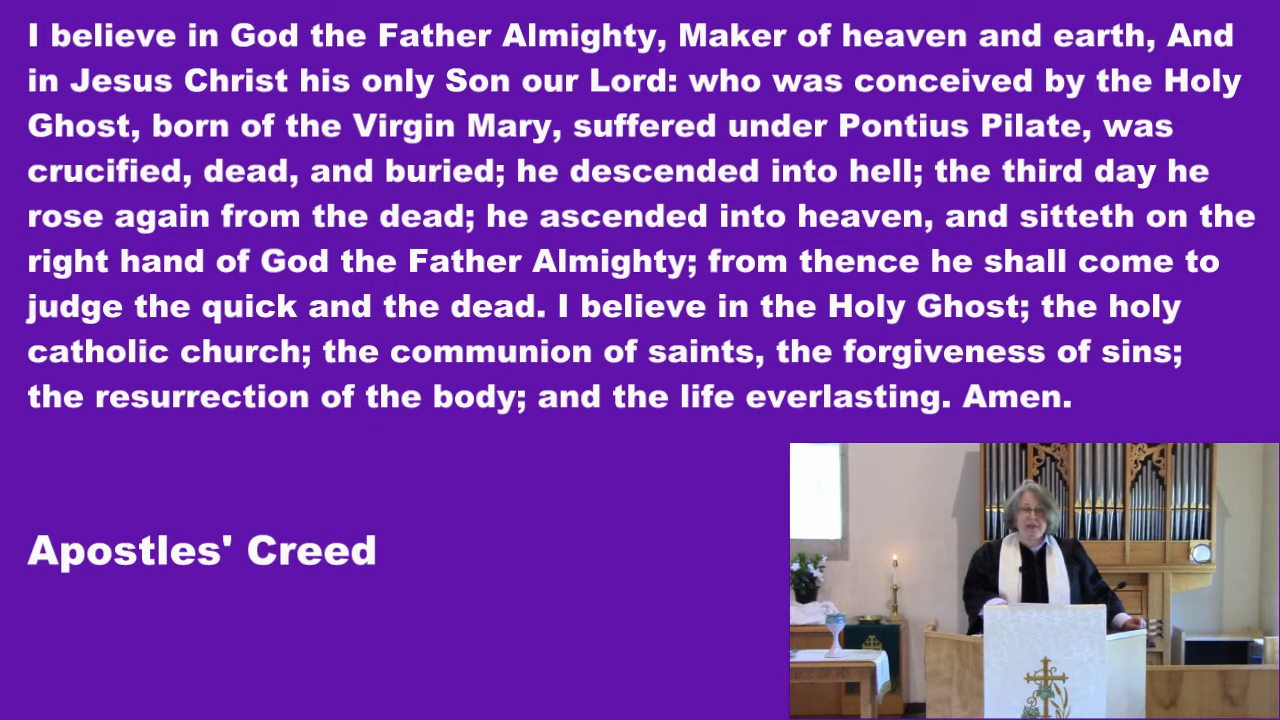 I believe in God the Father Almighty, Maker of heaven and earth, And
in Jesus Christ his only Son our Lord: who was conceived by the Holy
Ghost, born of the Virgin Mary, suffered under Pontius Pilate, was
crucified, dead, and buried; he descended into hell; the third day he
rose again from the dead; he ascended into heaven, and sitteth on the
right hand of God the Father Almighty; from thence he shall come to
judge the quick and the dead. I believe in the Holy Ghost; the holy
catholic church; the communion of saints, the forgiveness of sins;
the resurrection of the body; and the life everlasting. Amen.
Apostles' Creed